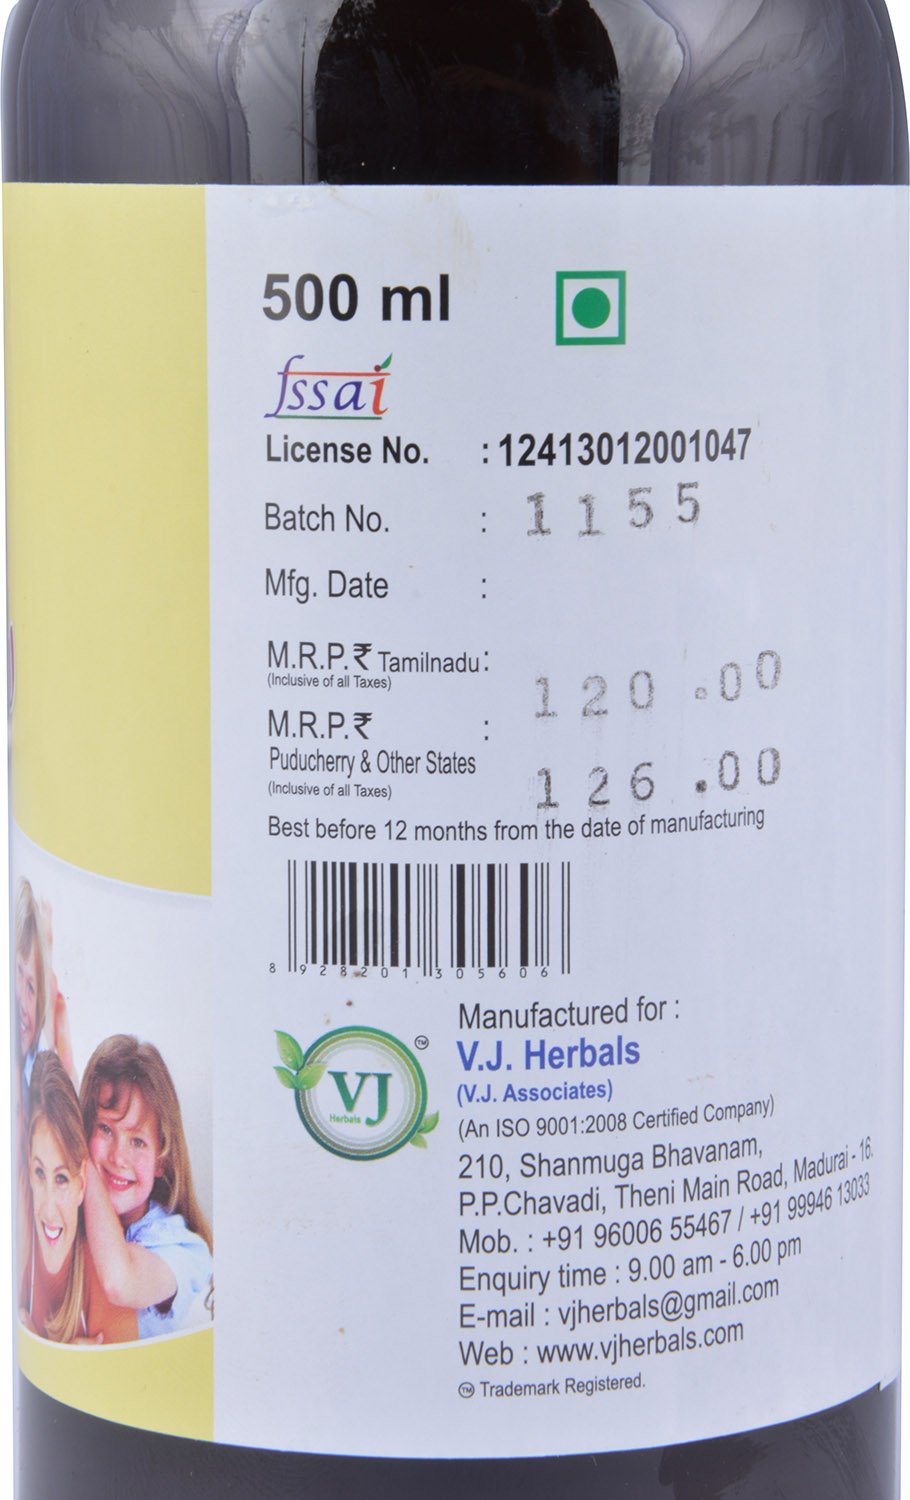 500 ml
fssai
License No. : 12413012001047
Batch No. : 1155
Mfg. Date :
M.R.P.₹ Tamilnadu :
(Inclusive of all Taxes)
120.00
M.R.P.₹ :
Puducherry & Other States
(Inclusive of all Taxes)
126.00
Best before 12 months from the date of manufacturing
8 928201 305606
VJ
Herbals
TM
Manufactured for :
V.J. Herbals
(V.J. Associates)
(An ISO 9001:2008 Certified Company)
210, Shanmuga Bhavanam,
P.P.Chavadi, Theni Main Road, Madurai - 16.
Mob. : +91 96006 55467 / +91 99946 13033
Enquiry time : 9.00 am - 6.00 pm
E-mail : vjherbals@gmail.com
Web : www.vjherbals.com
TM Trademark Registered.